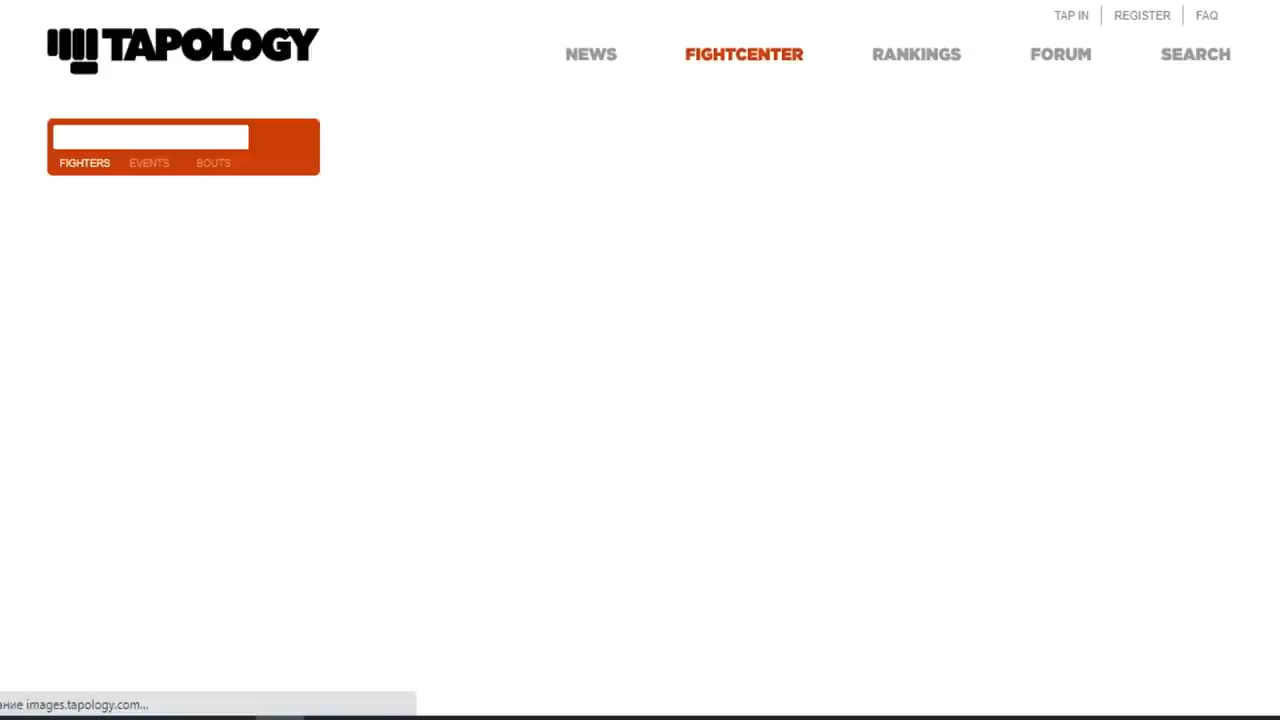 TAP IN REGISTER FAQ
TAPOLOGY
NEWS FIGHTCENTER RANKINGS FORUM SEARCH
FIGHTERS EVENTS BOUTS
images.tapology.com...